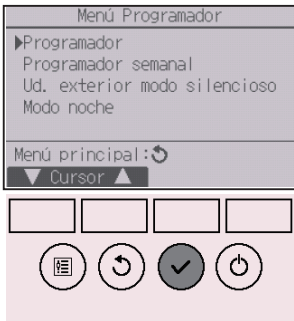 Menú Programador
▶Programador
Programador semanal
Ud. exterior modo silencioso
Modo noche
Menú principal:↺
▼ Cursor ▲